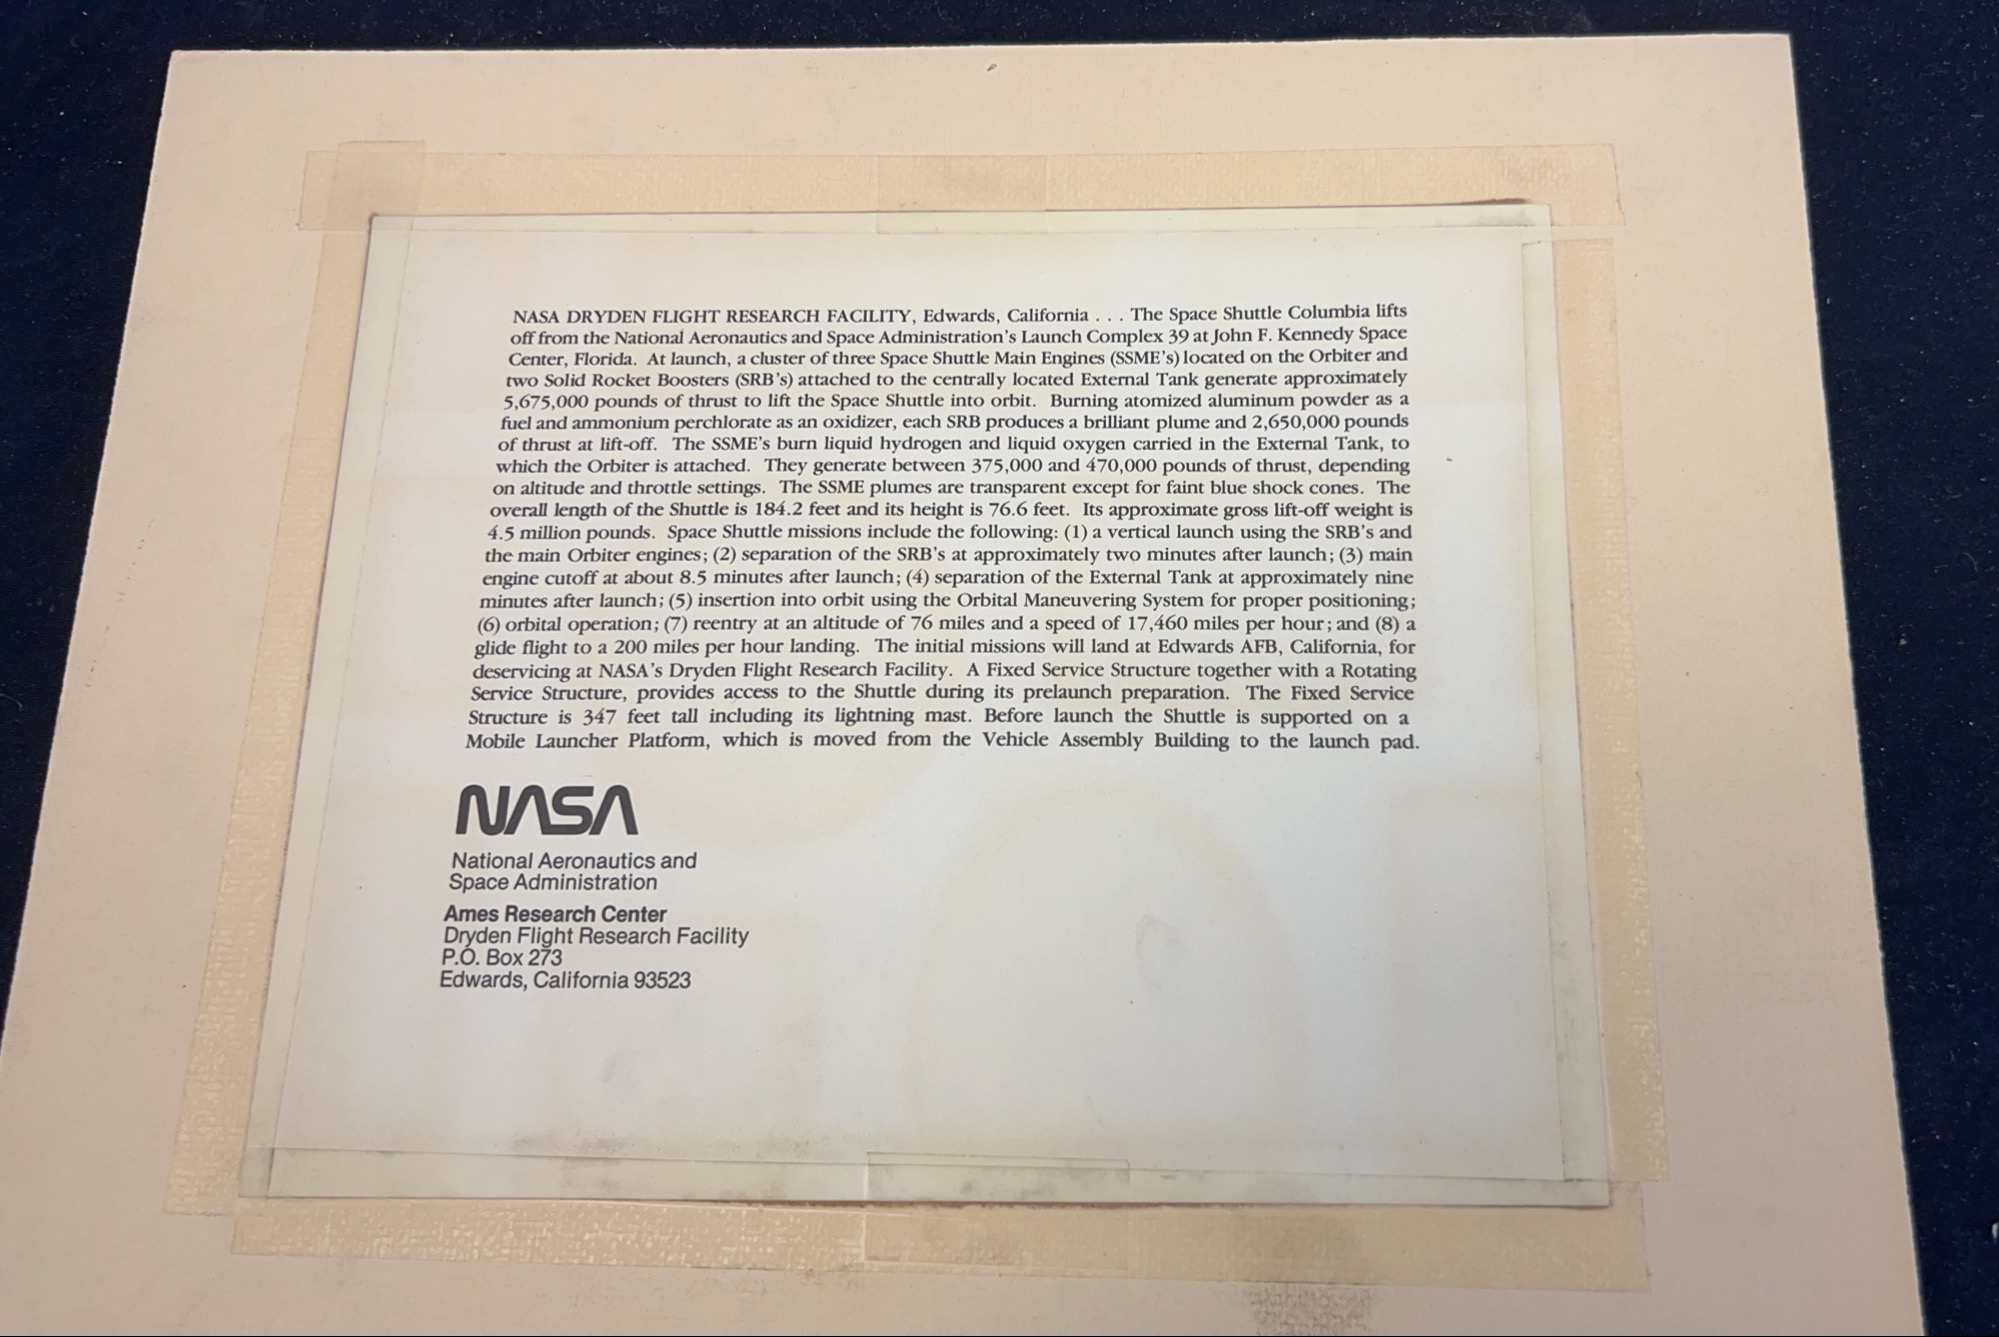 NASA DRYDEN FLIGHT RESEARCH FACILITY, Edwards, California . . . The Space Shuttle Columbia lifts
off from the National Aeronautics and Space Administration's Launch Complex 39 at John F. Kennedy Space
Center, Florida. At launch, a cluster of three Space Shuttle Main Engines (SSME's) located on the Orbiter and
two Solid Rocket Boosters (SRB's) attached to the centrally located External Tank generate approximately
5,675,000 pounds of thrust to lift the Space Shuttle into orbit. Burning atomized aluminum powder as a
fuel and ammonium perchlorate as an oxidizer, each SRB produces a brilliant plume and 2,650,000 pounds
of thrust at lift-off. The SSME's burn liquid hydrogen and liquid oxygen carried in the External Tank, to
which the Orbiter is attached. They generate between 375,000 and 470,000 pounds of thrust, depending
on altitude and throttle settings. The SSME plumes are transparent except for faint blue shock cones. The
overall length of the Shuttle is 184.2 feet and its height is 76.6 feet. Its approximate gross lift-off weight is
4.5 million pounds. Space Shuttle missions include the following: (1) a vertical launch using the SRB's and
the main Orbiter engines; (2) separation of the SRB's at approximately two minutes after launch; (3) main
engine cutoff at about 8.5 minutes after launch; (4) separation of the External Tank at approximately nine
minutes after launch; (5) insertion into orbit using the Orbital Maneuvering System for proper positioning;
(6) orbital operation; (7) reentry at an altitude of 76 miles and a speed of 17,460 miles per hour; and (8) a
glide flight to a 200 miles per hour landing. The initial missions will land at Edwards AFB, California, for
deservicing at NASA's Dryden Flight Research Facility. A Fixed Service Structure together with a Rotating
Service Structure, provides access to the Shuttle during its prelaunch preparation. The Fixed Service
Structure is 347 feet tall including its lightning mast. Before launch the Shuttle is supported on a
Mobile Launcher Platform, which is moved from the Vehicle Assembly Building to the launch pad.
NASA
National Aeronautics and
Space Administration
Ames Research Center
Dryden Flight Research Facility
P.O. Box 273
Edwards, California 93523